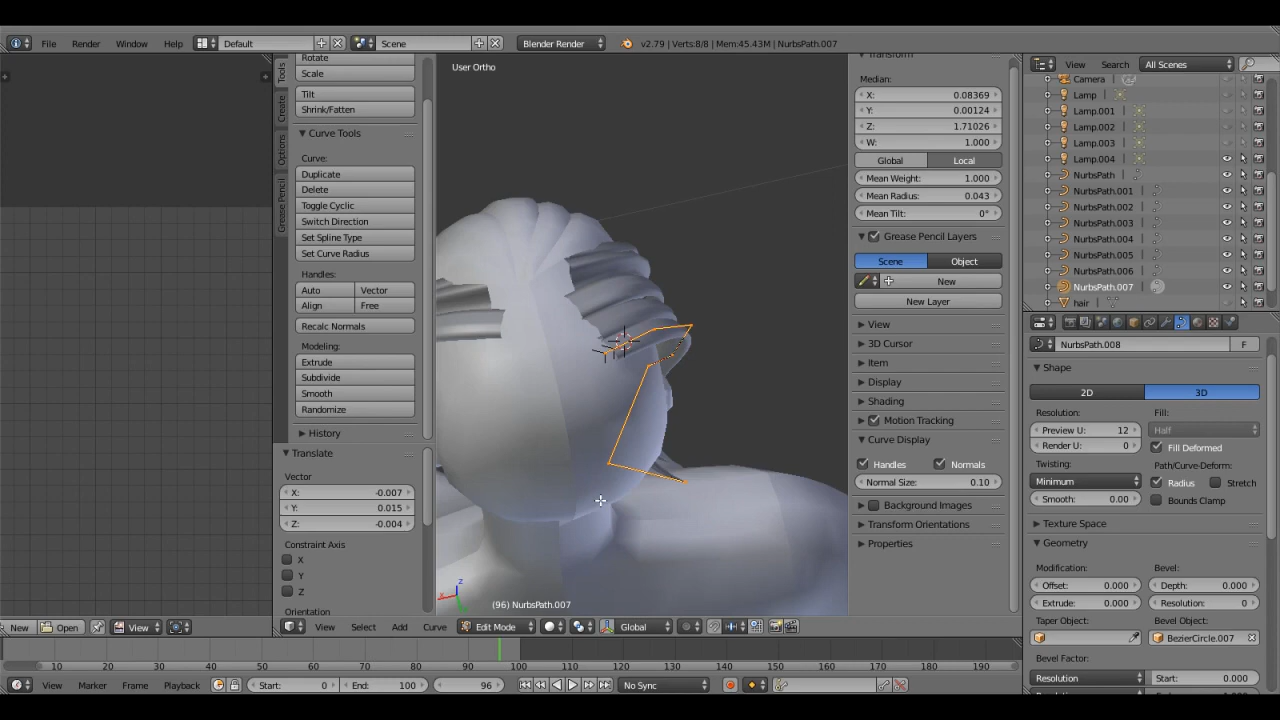 File Render Window Help Default Scene Blender Render v2.79 | Verts:8/8 | Mem:45.43M | NurbsPath.007
Rotate
Scale
Tilt
Shrink/Fatten
Curve Tools
Curve:
Duplicate
Delete
Toggle Cyclic
Switch Direction
Set Spline Type
Set Curve Radius
Handles:
Auto Vector
Align Free
Recalc Normals
Modeling:
Extrude
Subdivide
Smooth
Randomize
History
Tools
Create
Options
Grease Pencil
Translate
Vector
X: -0.007
Y: 0.015
Z: -0.004
Constraint Axis
X
Y
Z
Orientation
User Ortho
(96) NurbsPath.007
Transform
Median:
X: 0.08369
Y: 0.00124
Z: 1.71026
W: 1.000
Global Local
Mean Weight: 1.000
Mean Radius: 0.043
Mean Tilt: 0°
Grease Pencil Layers
Scene Object
New
New Layer
View
3D Cursor
Item
Display
Shading
Motion Tracking
Curve Display
Handles Normals
Normal Size: 0.10
Background Images
Transform Orientations
Properties
View Search All Scenes
Camera
Lamp
Lamp.001
Lamp.002
Lamp.003
Lamp.004
NurbsPath
NurbsPath.001
NurbsPath.002
NurbsPath.003
NurbsPath.004
NurbsPath.005
NurbsPath.006
NurbsPath.007
hair
NurbsPath.008 F
Shape
2D 3D
Resolution: Fill:
Preview U: 12 Half
Render U: 0 Fill Deformed
Twisting: Path/Curve-Deform:
Minimum Radius Stretch
Smooth: 0.00 Bounds Clamp
Texture Space
Geometry
Modification: Bevel:
Offset: 0.000 Depth: 0.000
Extrude: 0.000 Resolution: 0
Taper Object: Bevel Object:
BezierCircle.007
Bevel Factor:
Resolution Start: 0.000
New Open View
View Select Add Curve Edit Mode Global
10 20 30 40 50 60 70 80 90 100 110 120 130 140 150 160 170 180 190
View Marker Frame Playback Start: 0 End: 100 96 No Sync